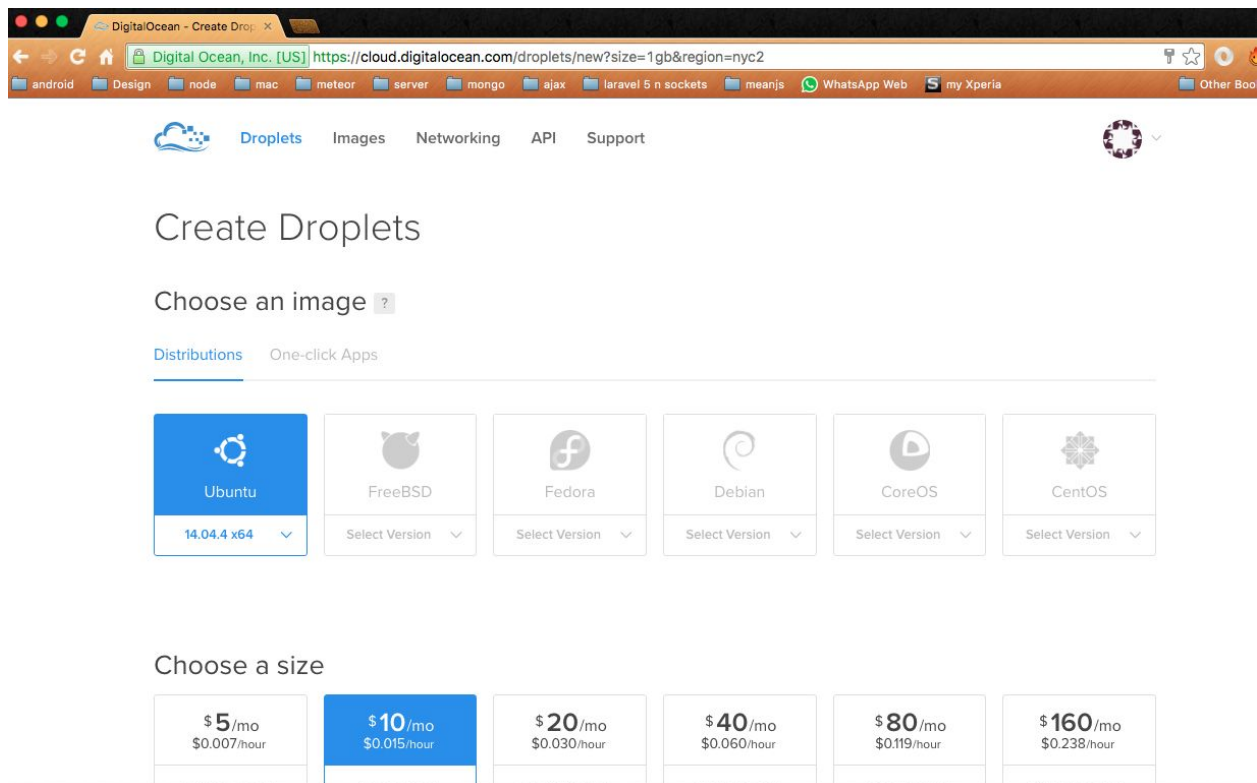 DigitalOcean - Create Drop ×
Digital Ocean, Inc. [US] https://cloud.digitalocean.com/droplets/new?size=1gb&region=nyc2
android Design node mac meteor server mongo ajax laravel 5 n sockets meanjs WhatsApp Web S my Xperia Other Boo
Droplets Images Networking API Support
Create Droplets
Choose an image ?
Distributions One-click Apps
Ubuntu FreeBSD Fedora Debian CoreOS CentOS
14.04.4 x64 Select Version Select Version Select Version Select Version Select Version
Choose a size
$5/mo $10/mo $20/mo $40/mo $80/mo $160/mo
$0.007/hour $0.015/hour $0.030/hour $0.060/hour $0.119/hour $0.238/hour